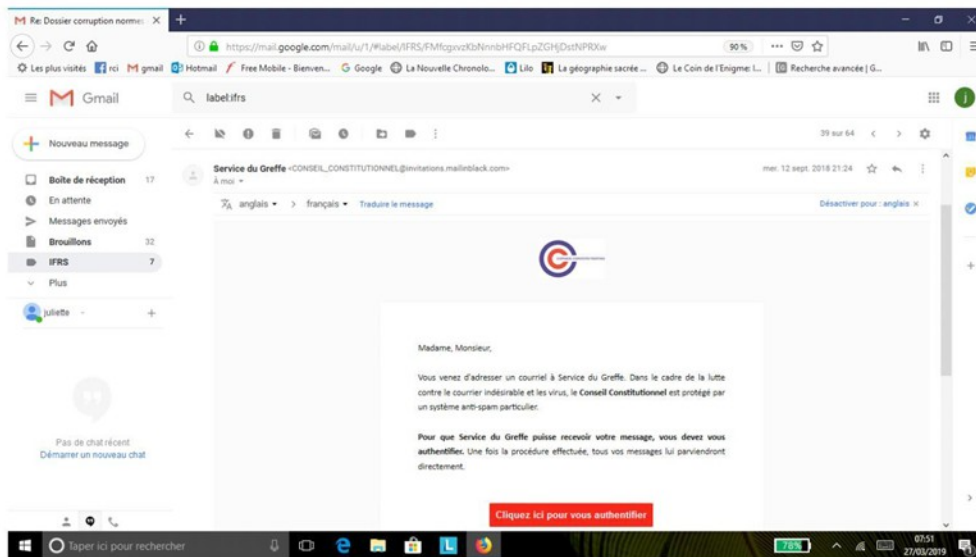 Re: Dossier corruption normes
https://mail.google.com/mail/u/1/#label/IFRS/FMfcgxvzKbNnnbHFQFLpZGHjDstNPRXw
90 %
Les plus visités rci M gmail Hotmail Free Mobile - Bienven... Google La Nouvelle Chronolo... Lilo La géographie sacrée ... Le Coin de l'Enigme: l... Recherche avancée | G...
Gmail
label:ifrs
j
Nouveau message
39 sur 64
Boîte de réception 17
En attente
Messages envoyés
Brouillons 32
IFRS 7
Plus
juliette
Pas de chat récent
Démarrer un nouveau chat
Service du Greffe <CONSEIL_CONSTITUTIONNEL@invitations.mailinblack.com>
mer. 12 sept. 2018 21:24
À moi
anglais > français Traduire le message
Désactiver pour : anglais ×
Madame, Monsieur,
Vous venez d'adresser un courriel à Service du Greffe. Dans le cadre de la lutte
contre le courrier indésirable et les virus, le Conseil Constitutionnel est protégé par
un système anti-spam particulier.
Pour que Service du Greffe puisse recevoir votre message, vous devez vous
authentifier. Une fois la procédure effectuée, tous vos messages lui parviendront
directement.
Cliquez ici pour vous authentifier
Taper ici pour rechercher
78%
07:51
27/03/2019